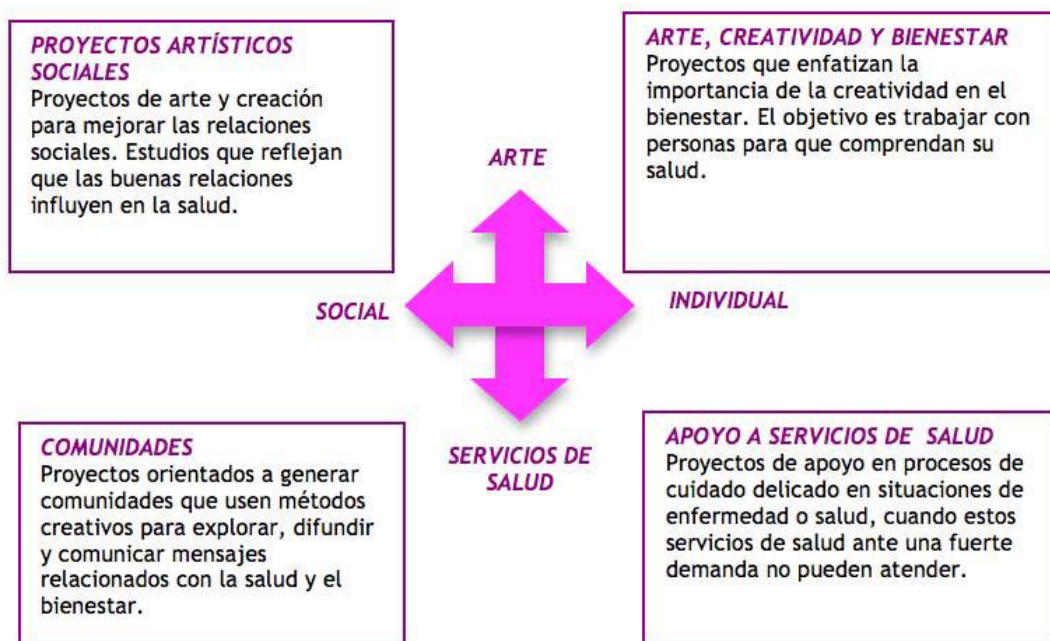 PROYECTOS ARTÍSTICOS
SOCIALES
Proyectos de arte y creación
para mejorar las relaciones
sociales. Estudios que reflejan
que las buenas relaciones
influyen en la salud.
ARTE, CREATIVIDAD Y BIENESTAR
Proyectos que enfatizan la
importancia de la creatividad en el
bienestar. El objetivo es trabajar con
personas para que comprendan su
salud.
ARTE
SOCIAL
INDIVIDUAL
SERVICIOS DE
SALUD
COMUNIDADES
Proyectos orientados a generar
comunidades que usen métodos
creativos para explorar, difundir
y comunicar mensajes
relacionados con la salud y el
bienestar.
APOYO A SERVICIOS DE SALUD
Proyectos de apoyo en procesos de
cuidado delicado en situaciones de
enfermedad o salud, cuando estos
servicios de salud ante una fuerte
demanda no pueden atender.